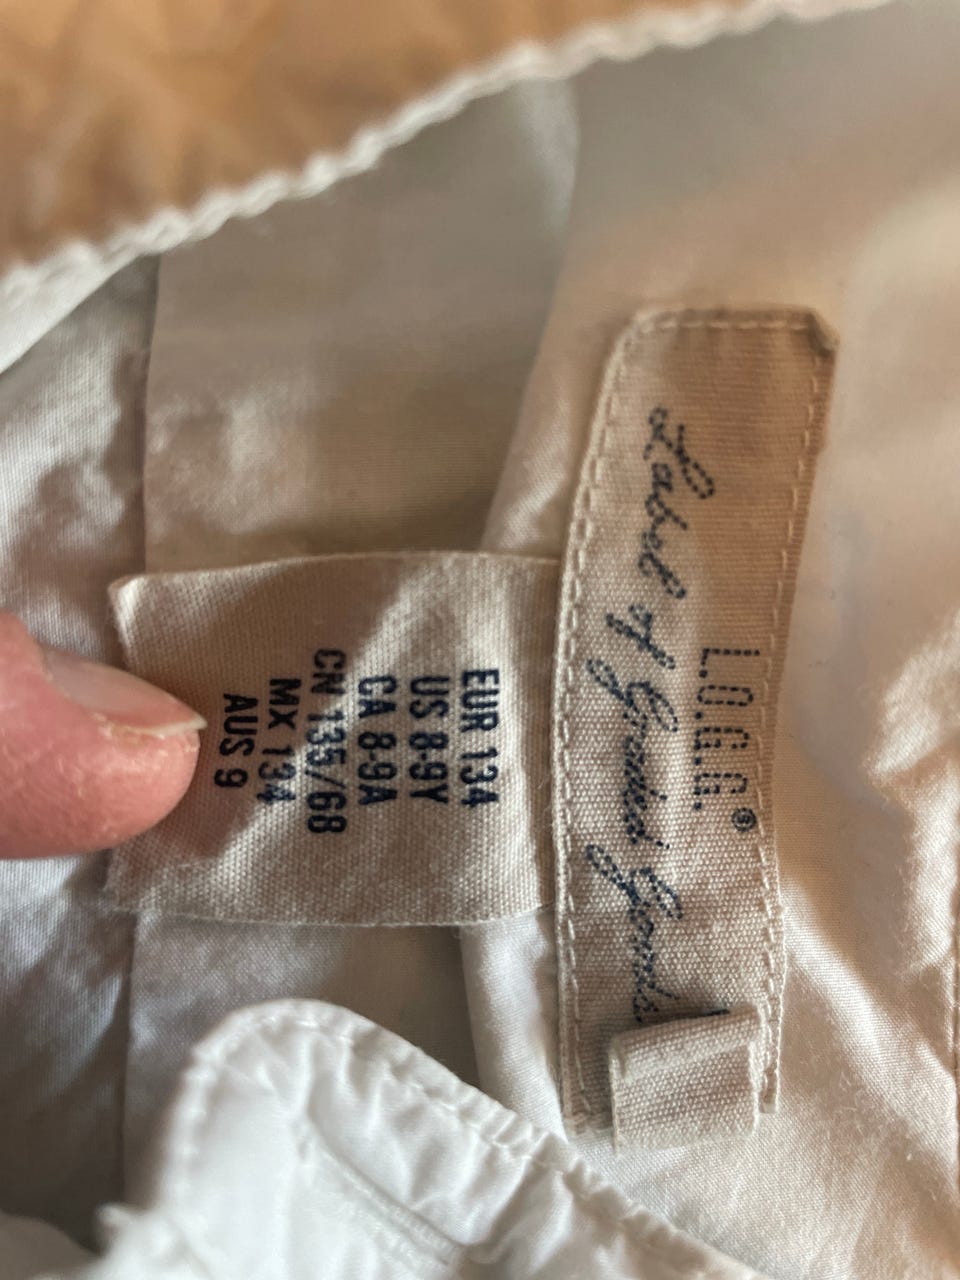 L.O.G.G.®
Label of Graded Goods
EUR 134
US 8-9Y
CA 8-9A
CN 135/68
MX 134
AUS 9